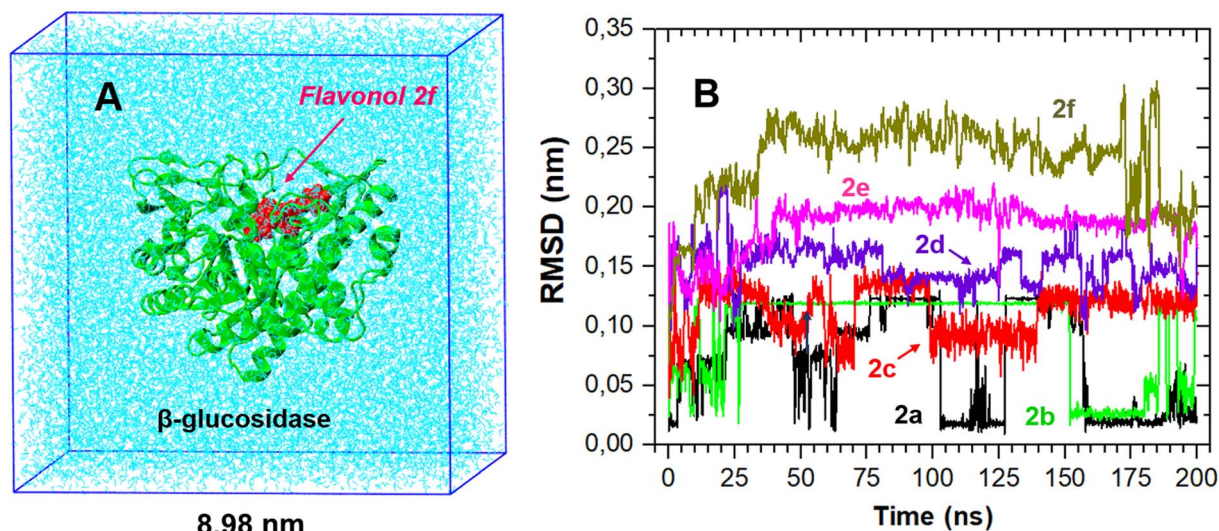 A
Flavonol 2f
β-glucosidase
8,98 nm
B
RMSD (nm)
0,35
0,30
0,25
0,20
0,15
0,10
0,05
0,00
2f
2e
2d
2c
2a
2b
0 25 50 75 100 125 150 175 200
Time (ns)